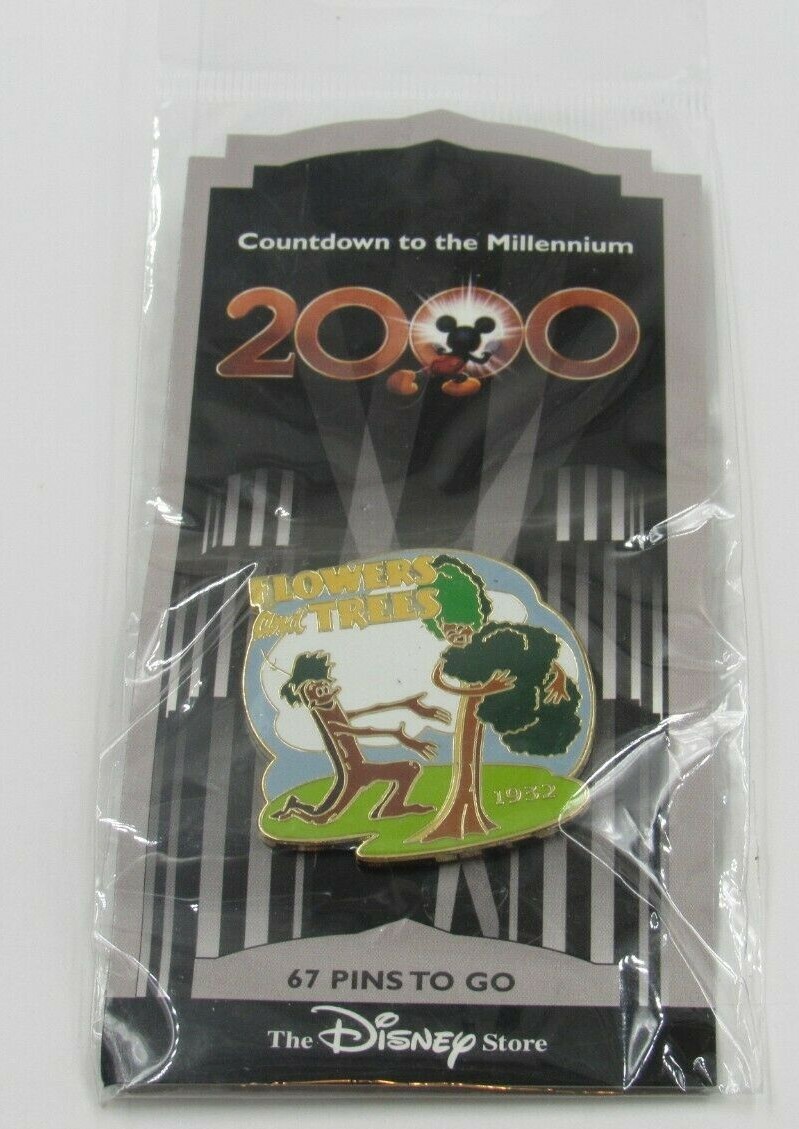 Countdown to the Millennium
2000
FLOWERS
and TREES
1932
67 PINS TO GO
The DISNEY Store